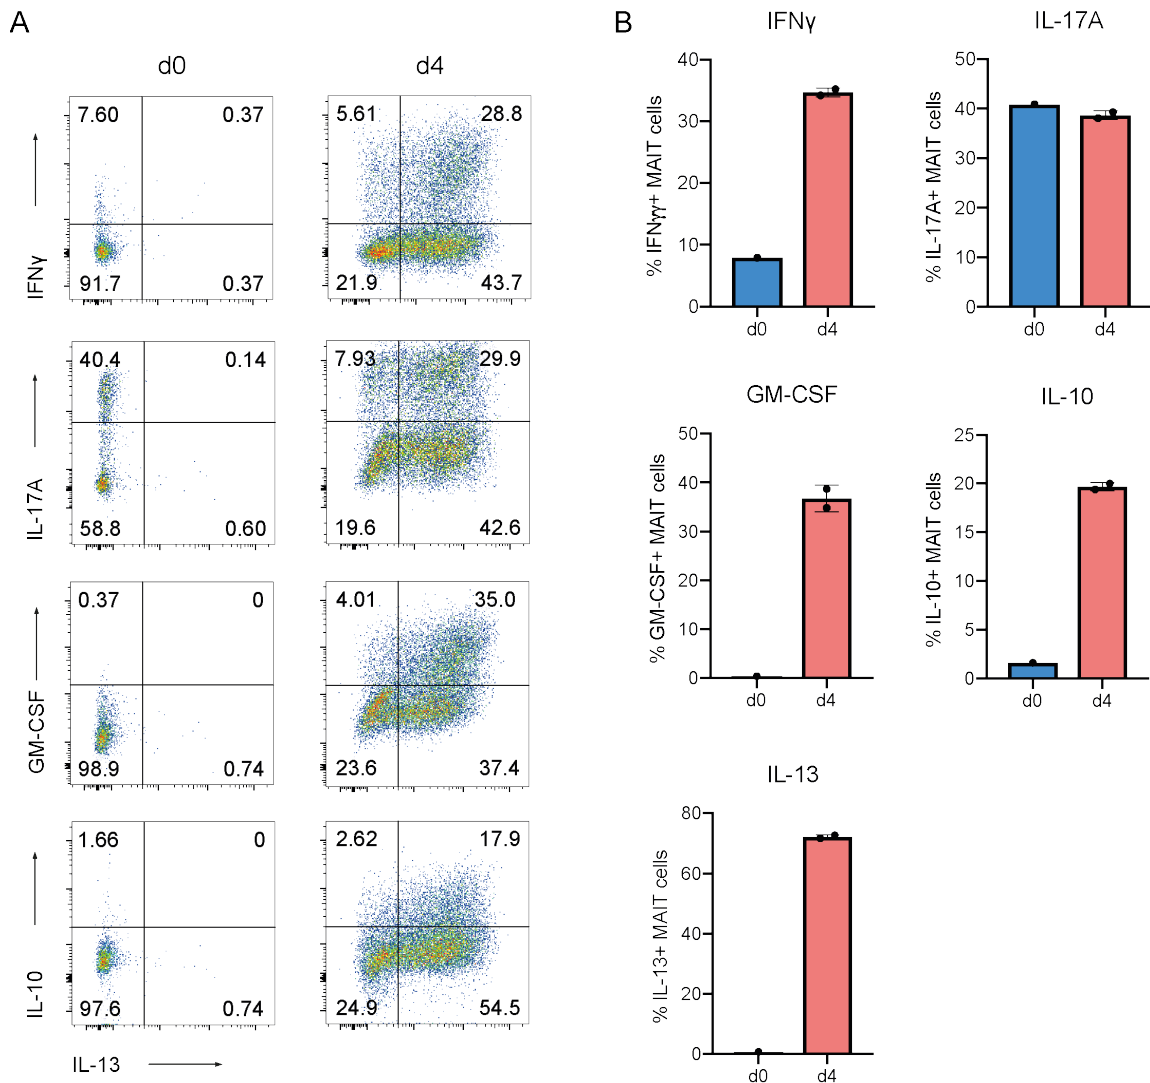 A
d0
d4
7.60
0.37
5.61
28.8
IFNγ
91.7
0.37
21.9
43.7
40.4
0.14
7.93
29.9
IL-17A
58.8
0.60
19.6
42.6
0.37
0
4.01
35.0
GM-CSF
98.9
0.74
23.6
37.4
1.66
0
2.62
17.9
IL-10
97.6
0.74
24.9
54.5
IL-13
B
IFNγ
% IFNγγ+ MAIT cells
40
30
20
10
0
d0
d4
IL-17A
% IL-17A+ MAIT cells
50
40
30
20
10
0
d0
d4
GM-CSF
% GM-CSF+ MAIT cells
50
40
30
20
10
0
d0
d4
IL-10
% IL-10+ MAIT cells
25
20
15
10
5
0
d0
d4
IL-13
% IL-13+ MAIT cells
80
60
40
20
0
d0
d4